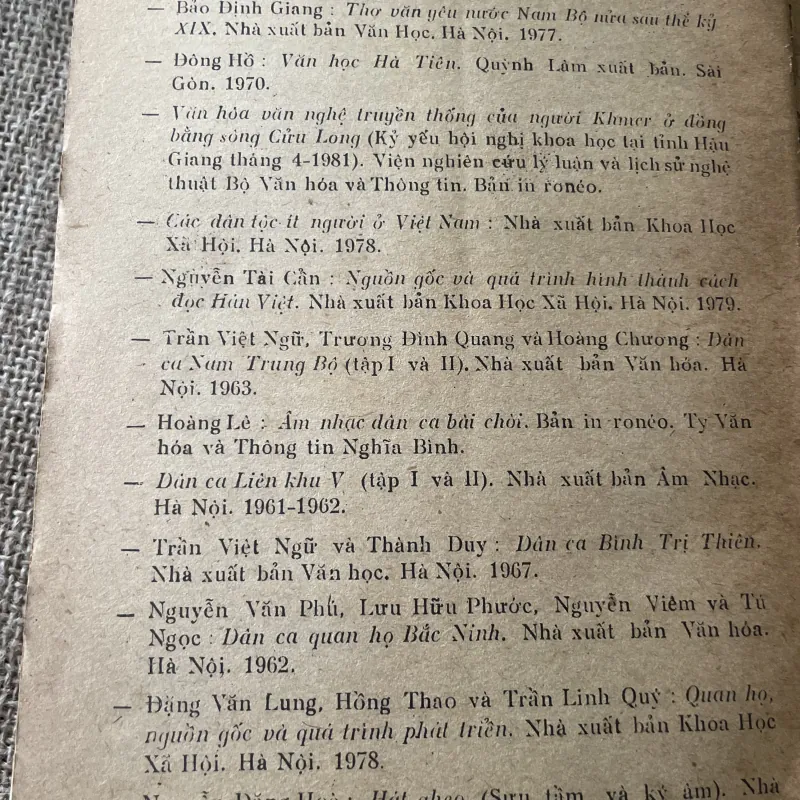 — Bảo Định Giang : Thơ văn yêu nước Nam Bộ nửa sau thế kỷ
XIX. Nhà xuất bản Văn Học. Hà Nội. 1977.
— Đông Hồ : Văn học Hà Tiên. Quỳnh Lâm xuất bản. Sài
Gòn. 1970.
— Văn hóa văn nghệ truyền thống của người Khmer ở đồng
bằng sông Cửu Long (Kỷ yếu hội nghị khoa học tại tỉnh Hậu
Giang tháng 4-1981). Viện nghiên cứu lý luận và lịch sử nghệ
thuật Bộ Văn hóa và Thông tin. Bản in ronéo.
— Các dân tộc ít người ở Việt Nam : Nhà xuất bản Khoa Học
Xã Hội. Hà Nội. 1978.
— Nguyễn Tài Cẩn : Nguồn gốc và quá trình hình thành cách
đọc Hán Việt. Nhà xuất bản Khoa Học Xã Hội. Hà Nội. 1979.
— Trần Việt Ngữ, Trương Đình Quang và Hoàng Chương : Dân
ca Nam Trung Bộ (tập I và II). Nhà xuất bản Văn hóa. Hà
Nội. 1963.
— Hoàng Lê : Âm nhạc dân ca bài chòi. Bản in ronéo. Ty Văn
hóa và Thông tin Nghĩa Bình.
— Dân ca Liên khu V (tập I và II). Nhà xuất bản Âm Nhạc.
Hà Nội. 1961-1962.
— Trần Việt Ngữ và Thành Duy : Dân ca Bình Trị Thiên.
Nhà xuất bản Văn học. Hà Nội. 1967.
— Nguyễn Văn Phú, Lưu Hữu Phước, Nguyễn Viêm và Tú
Ngọc : Dân ca quan họ Bắc Ninh. Nhà xuất bản Văn hóa.
Hà Nội. 1962.
— Đặng Văn Lung, Hồng Thao và Trần Linh Quý : Quan họ,
nguồn gốc và quá trình phát triển. Nhà xuất bản Khoa Học
Xã Hội. Hà Nội. 1978.
— Nguyễn Đăng Hoè : Hát ghẹo (Sưu tầm và ký âm). Nhà